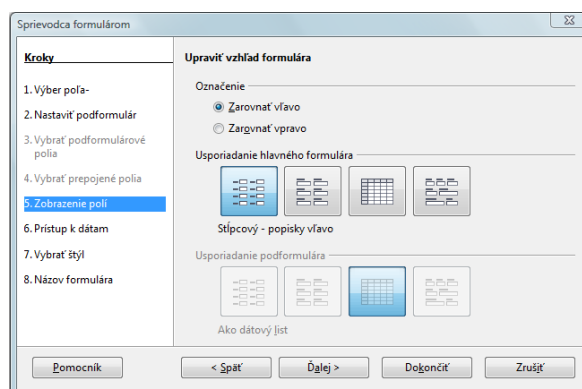 Sprievodca formulárom
Kroky
1. Výber poľa-
2. Nastaviť podformulár
3. Vybrať podformulárové
polia
4. Vybrať prepojené polia
5. Zobrazenie polí
6. Prístup k dátam
7. Vybrať štýl
8. Názov formulára
Upraviť vzhľad formulára
Označenie
Zarovnať vľavo
Zarovnať vpravo
Usporiadanie hlavného formulára
Stĺpcový - popisky vľavo
Usporiadanie podformulára
Ako dátový list
Pomocník
< Späť
Ďalej >
Dokončiť
Zrušiť